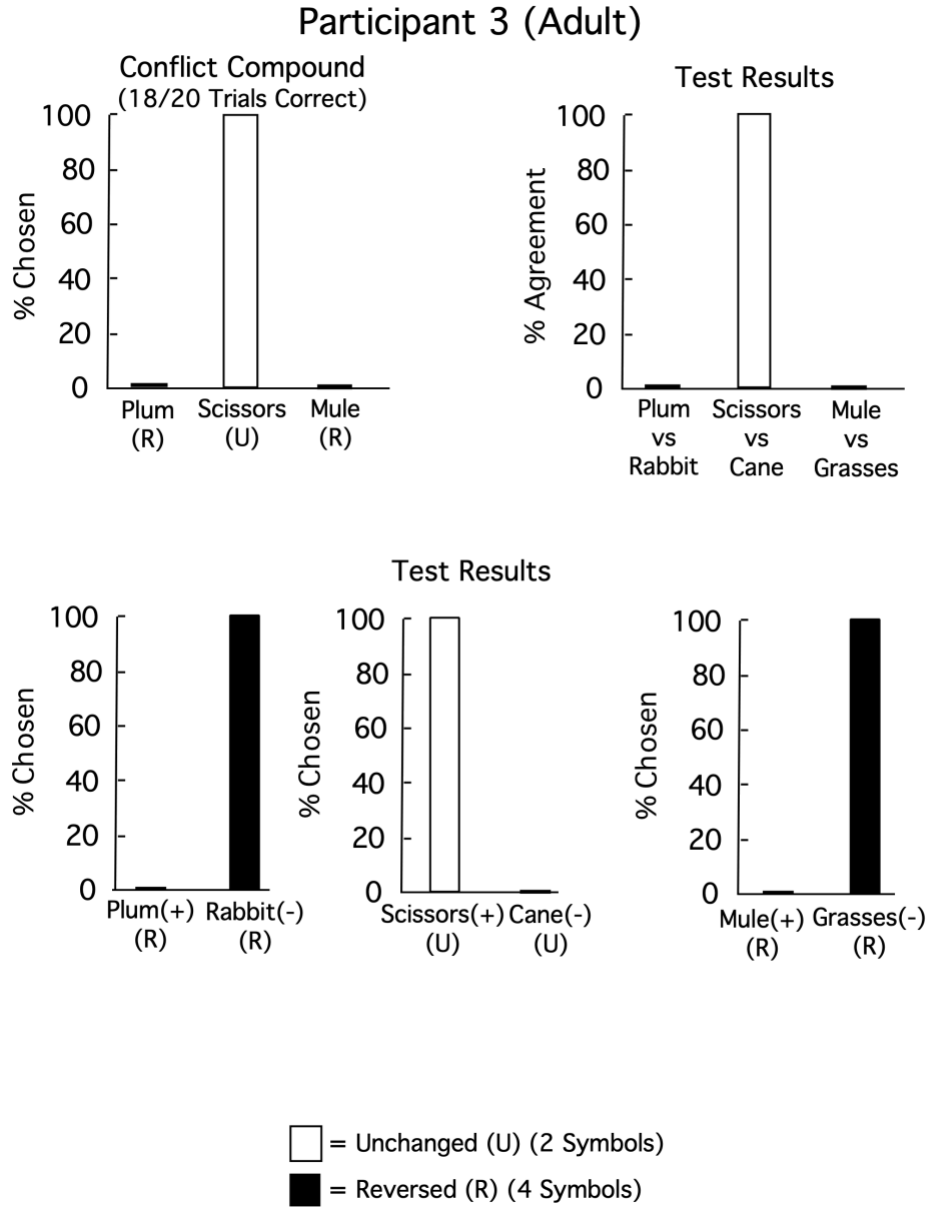 Participant 3 (Adult)
Conflict Compound
(18/20 Trials Correct)
% Chosen
100
80
60
40
20
0
Plum
(R)
Scissors
(U)
Mule
(R)
Test Results
% Agreement
100
80
60
40
20
0
Plum
vs
Rabbit
Scissors
vs
Cane
Mule
vs
Grasses
Test Results
% Chosen
100
80
60
40
20
0
Plum(+)
(R)
Rabbit(-)
(R)
% Chosen
100
80
60
40
20
0
Scissors(+)
(U)
Cane(-)
(U)
% Chosen
100
80
60
40
20
0
Mule(+)
(R)
Grasses(-)
(R)
= Unchanged (U) (2 Symbols)
= Reversed (R) (4 Symbols)